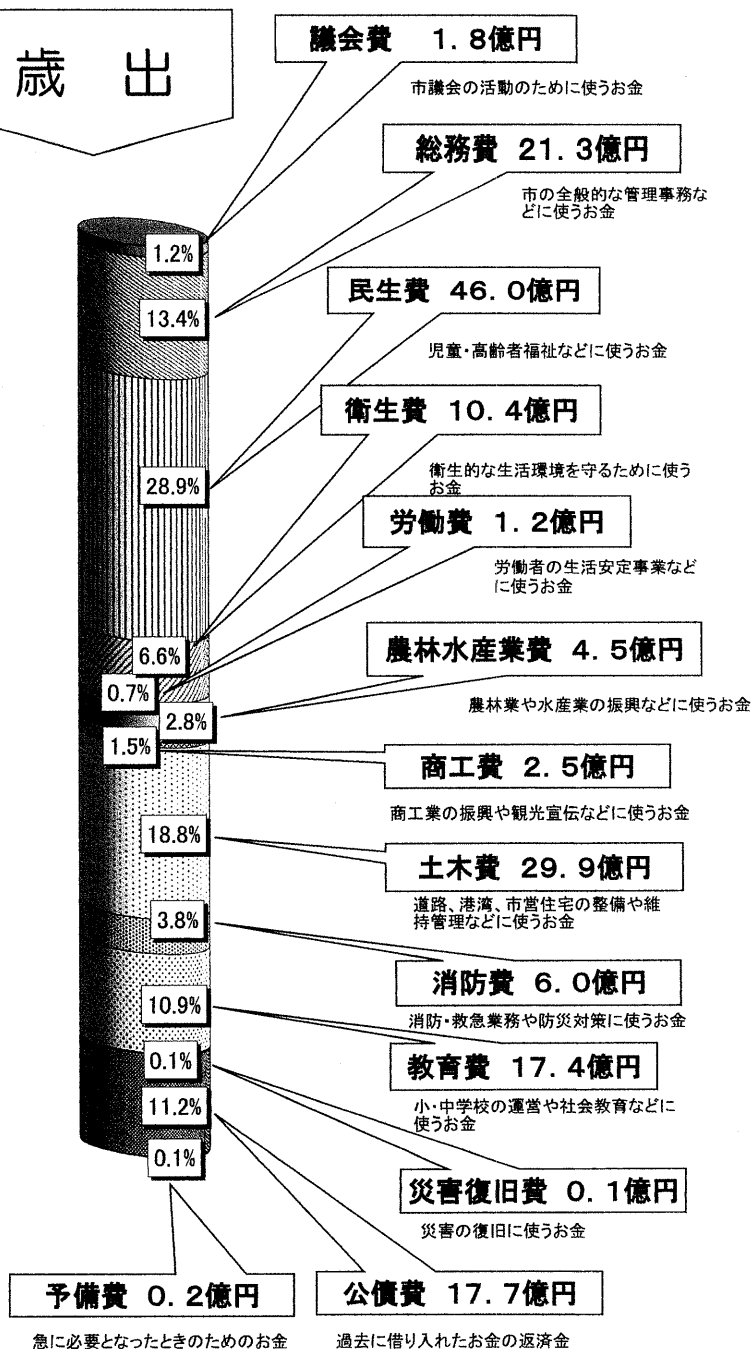 歳 出
議会費 1.8億円
市議会の活動のために使うお金
総務費 21.3億円
市の全般的な管理事務な
どに使うお金
1.2%
13.4%
民生費 46.0億円
児童・高齢者福祉などに使うお金
衛生費 10.4億円
衛生的な生活環境を守るために使う
お金
28.9%
労働費 1.2億円
労働者の生活安定事業など
に使うお金
農林水産業費 4.5億円
農林業や水産業の振興などに使うお金
6.6%
0.7%
2.8%
1.5%
商工費 2.5億円
商工業の振興や観光宣伝などに使うお金
18.8%
土木費 29.9億円
道路、港湾、市営住宅の整備や維
持管理などに使うお金
3.8%
消防費 6.0億円
消防・救急業務や防災対策に使うお金
10.9%
教育費 17.4億円
小・中学校の運営や社会教育などに
使うお金
0.1%
11.2%
0.1%
災害復旧費 0.1億円
災害の復旧に使うお金
予備費 0.2億円
急に必要となったときのためのお金
公債費 17.7億円
過去に借り入れたお金の返済金